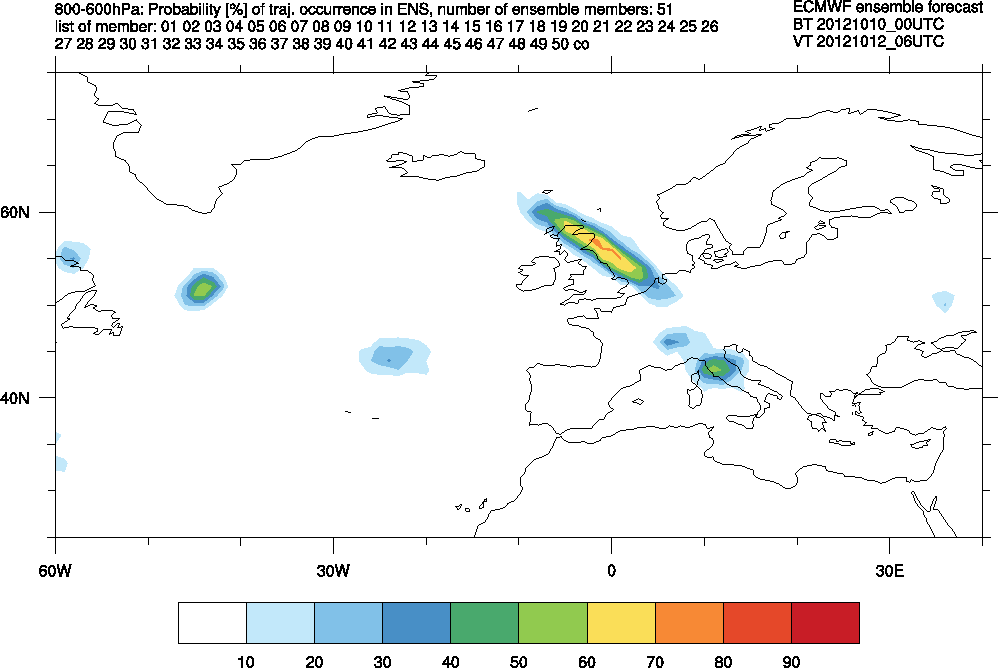 800-600hPa: Probability [%] of traj. occurrence in ENS, number of ensemble members: 51
list of member: 01 02 03 04 05 06 07 08 09 10 11 12 13 14 15 16 17 18 19 20 21 22 23 24 25 26
27 28 29 30 31 32 33 34 35 36 37 38 39 40 41 42 43 44 45 46 47 48 49 50 co
ECMWF ensemble forecast
BT 20121010_00UTC
VT 20121012_06UTC
60N
40N
60W 30W 0 30E
10 20 30 40 50 60 70 80 90